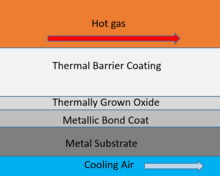 Hot gas
Thermal Barrier Coating
Thermally Grown Oxide
Metallic Bond Coat
Metal Substrate
Cooling Air